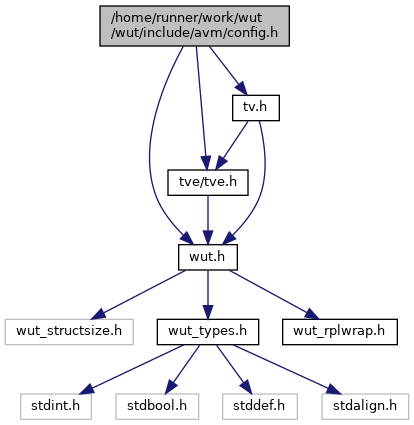 /home/runner/work/wut
/wut/include/avm/config.h
tv.h
tve/tve.h
wut.h
wut_structsize.h
wut_types.h
wut_rplwrap.h
stdint.h
stdbool.h
stddef.h
stdalign.h